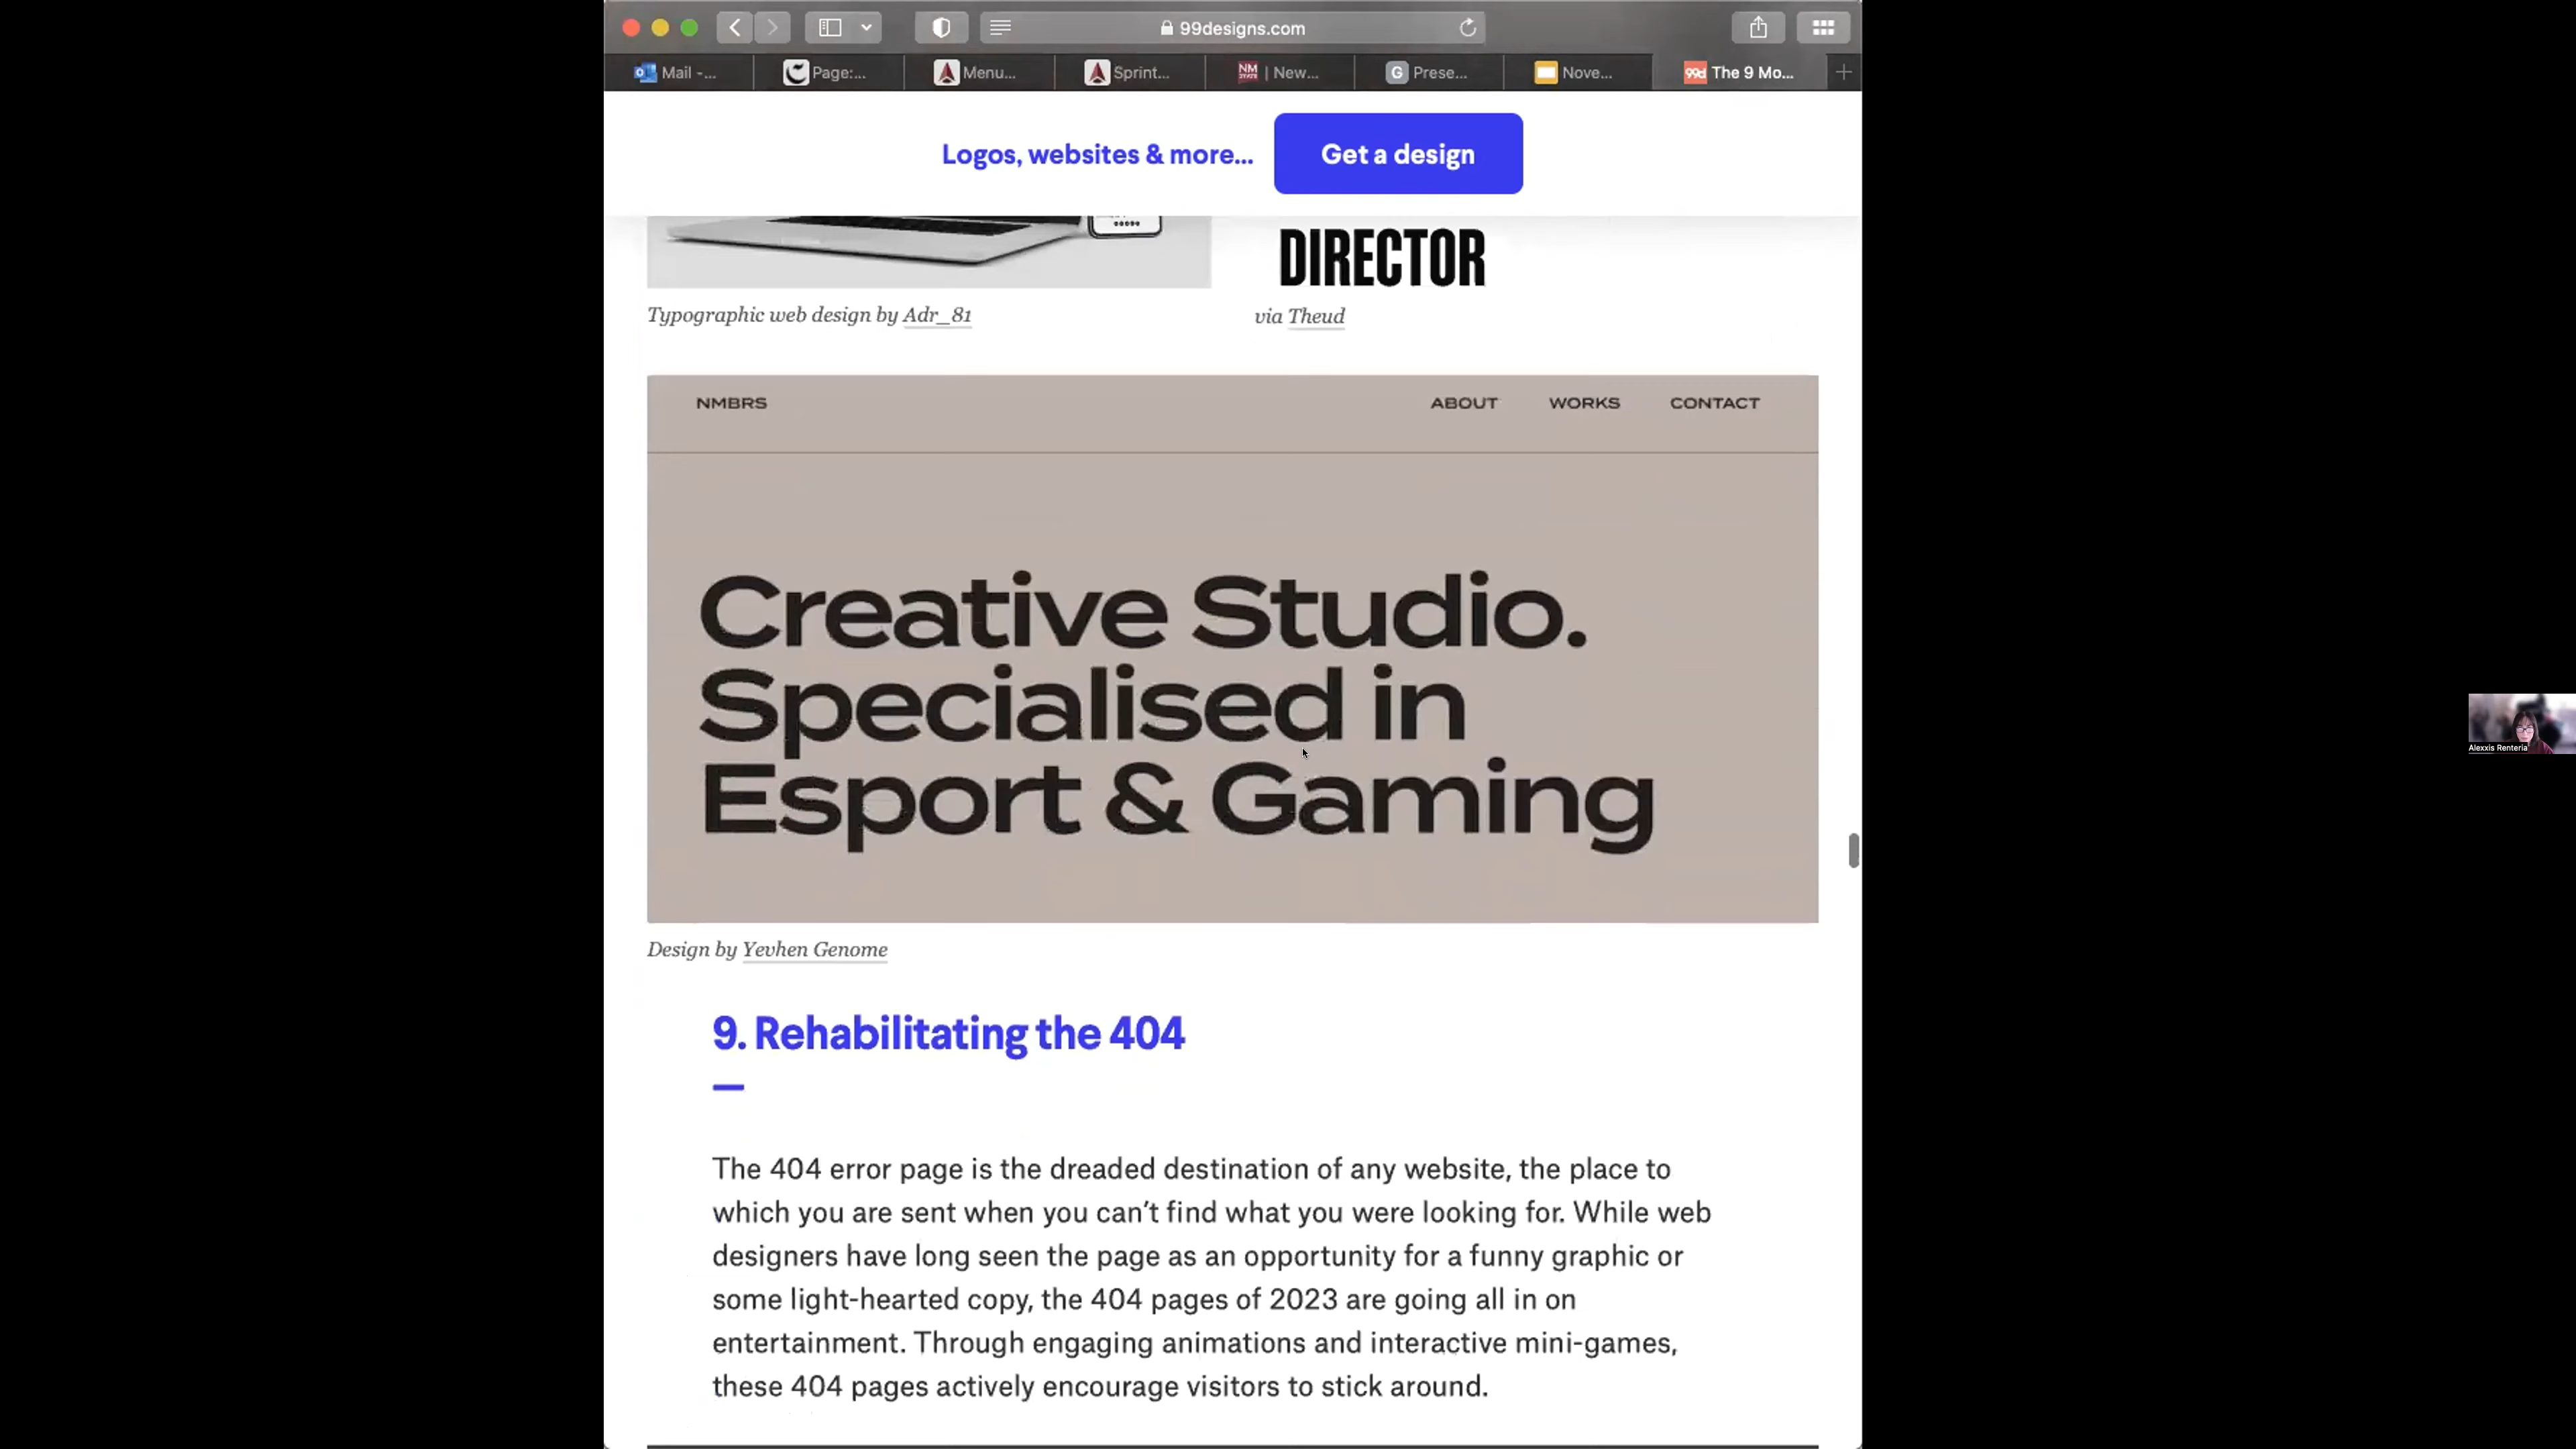 99designs.com
Mail -...
Page:...
Menu...
Sprint...
NM STATE | New...
G Prese...
Nove...
99d The 9 Mo...
Logos, websites & more...
Get a design
DIRECTOR
Typographic web design by Adr_81
via Theud
NMBRS
ABOUT WORKS CONTACT
Creative Studio.
Specialised in
Esport & Gaming
Alexxis Renteria
Design by Yevhen Genome
9. Rehabilitating the 404
The 404 error page is the dreaded destination of any website, the place to
which you are sent when you can’t find what you were looking for. While web
designers have long seen the page as an opportunity for a funny graphic or
some light-hearted copy, the 404 pages of 2023 are going all in on
entertainment. Through engaging animations and interactive mini-games,
these 404 pages actively encourage visitors to stick around.